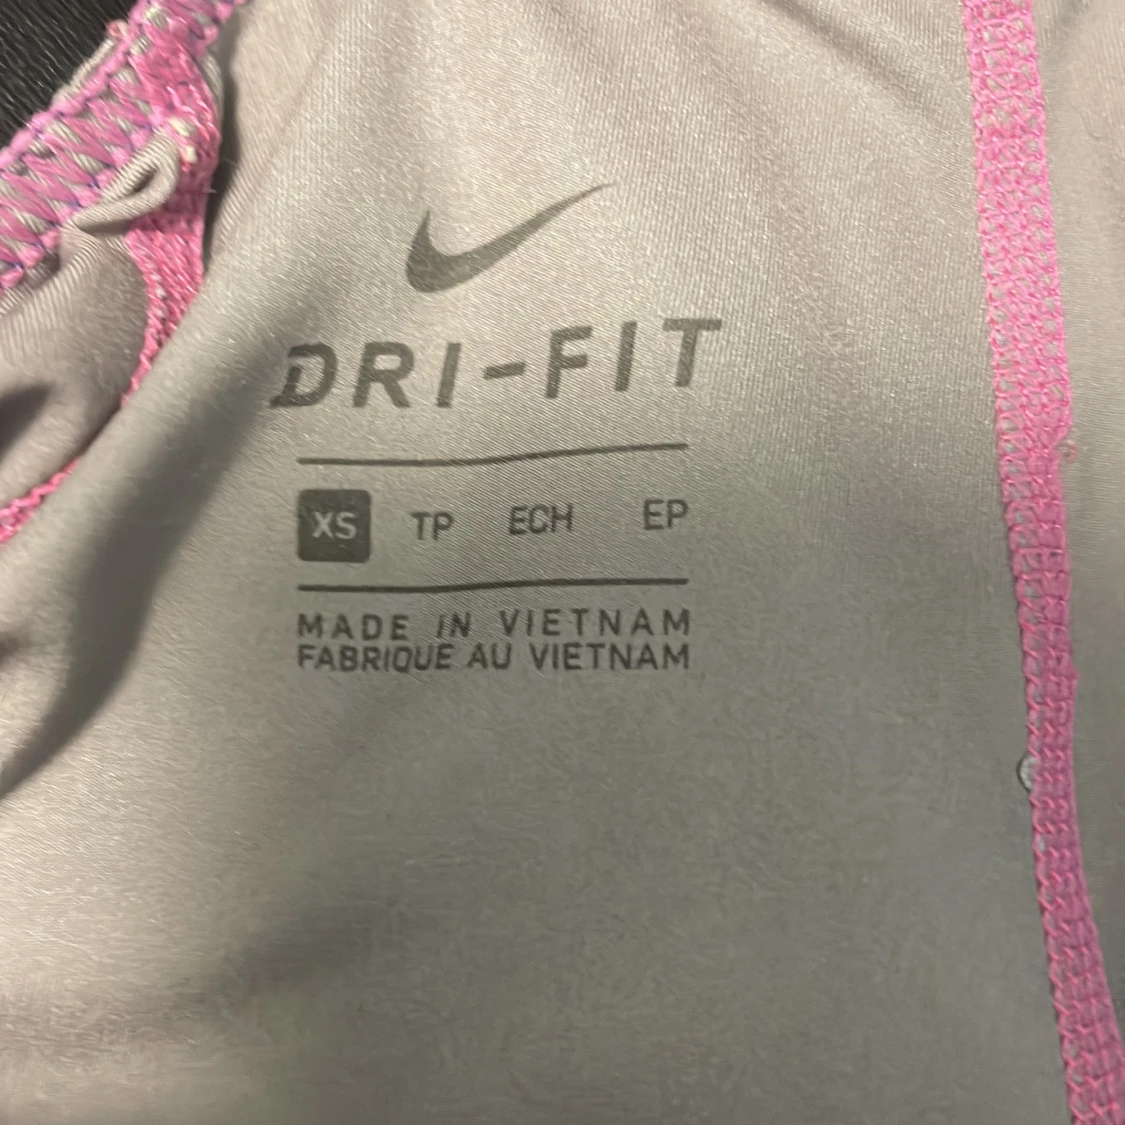 DRI-FIT
XS TP ECH EP
MADE IN VIETNAM
FABRIQUE AU VIETNAM